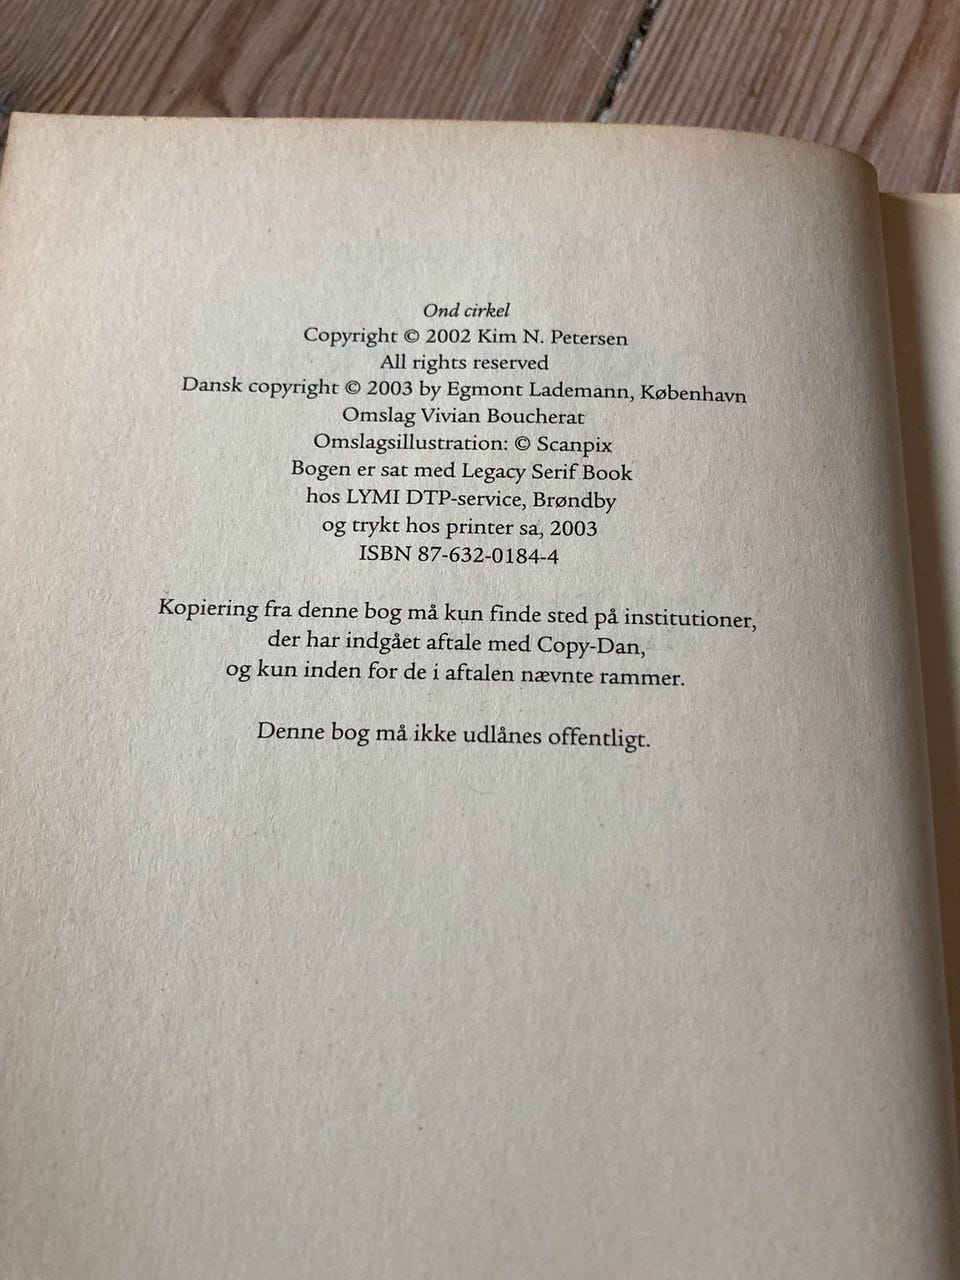 Ond cirkel
Copyright © 2002 Kim N. Petersen
All rights reserved
Dansk copyright © 2003 by Egmont Lademann, København
Omslag Vivian Boucherat
Omslagsillustration: © Scanpix
Bogen er sat med Legacy Serif Book
hos LYMI DTP-service, Brøndby
og trykt hos printer sa, 2003
ISBN 87-632-0184-4
Kopiering fra denne bog må kun finde sted på institutioner,
der har indgået aftale med Copy-Dan,
og kun inden for de i aftalen nævnte rammer.
Denne bog må ikke udlånes offentligt.